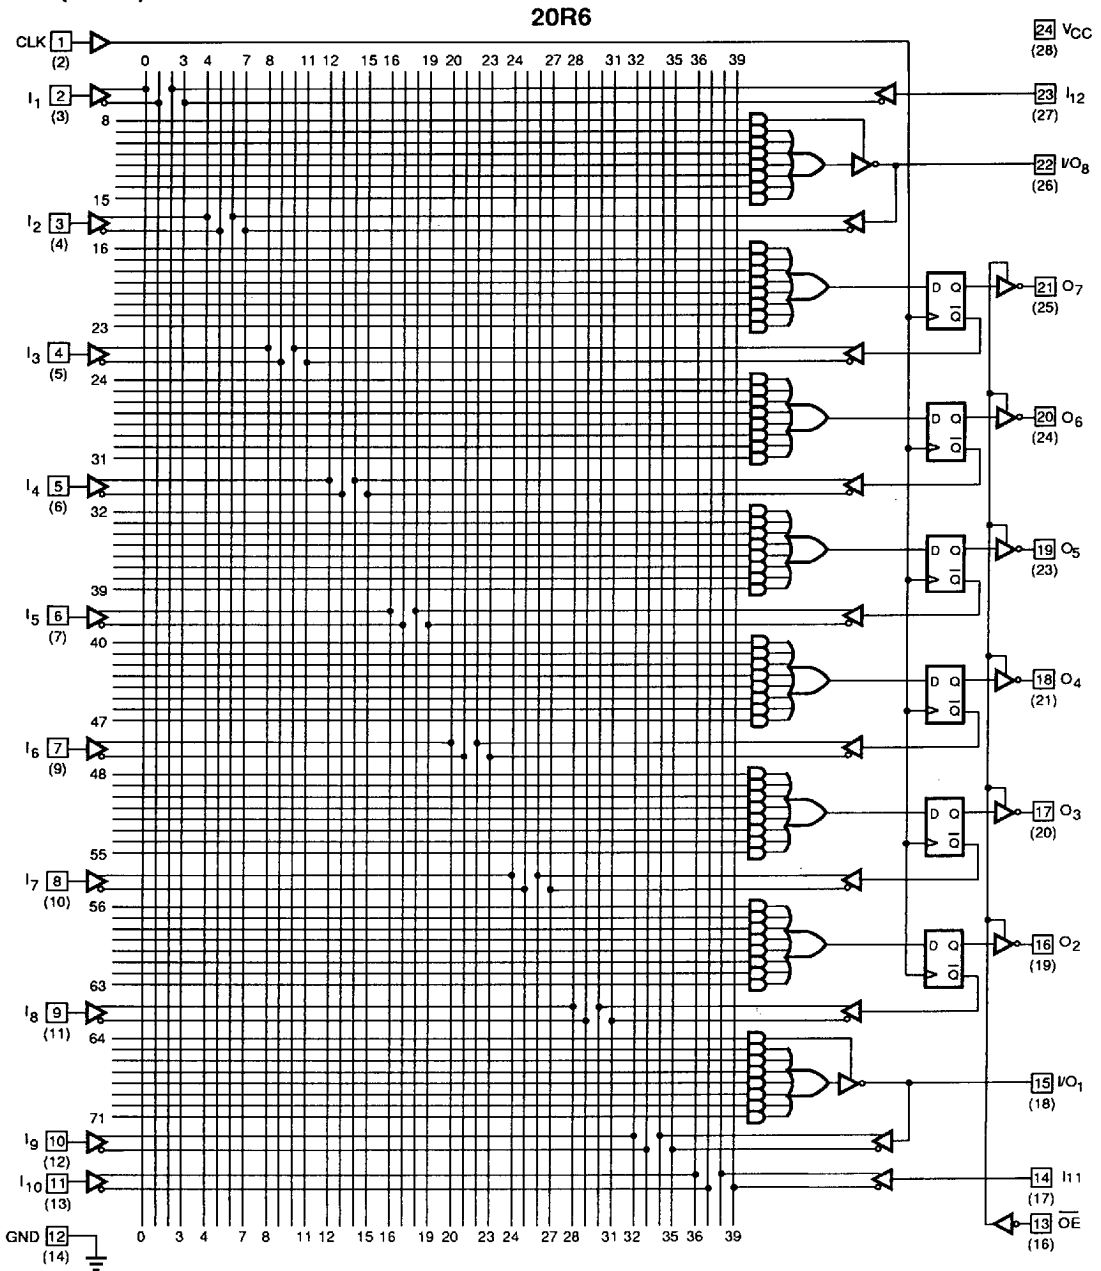 20R6
CLK 1 (2)
24 VCC (28)
0 3 4 7 8 11 12 15 16 19 20 23 24 27 28 31 32 35 36 39
I1 2 (3)
23 I12 (27)
8
22 I/O8 (26)
15
I2 3 (4)
16
D Q Q
21 O7 (25)
23
I3 4 (5)
24
D Q Q
20 O6 (24)
31
I4 5 (6)
32
D Q Q
19 O5 (23)
39
I5 6 (7)
40
D Q Q
18 O4 (21)
47
I6 7 (9)
48
D Q Q
17 O3 (20)
55
I7 8 (10)
56
D Q Q
16 O2 (19)
63
I8 9 (11)
64
15 I/O1 (18)
71
I9 10 (12)
I10 11 (13)
14 I11 (17)
GND 12 (14)
0 3 4 7 8 11 12 15 16 19 20 23 24 27 28 31 32 35 36 39
13 OE (16)